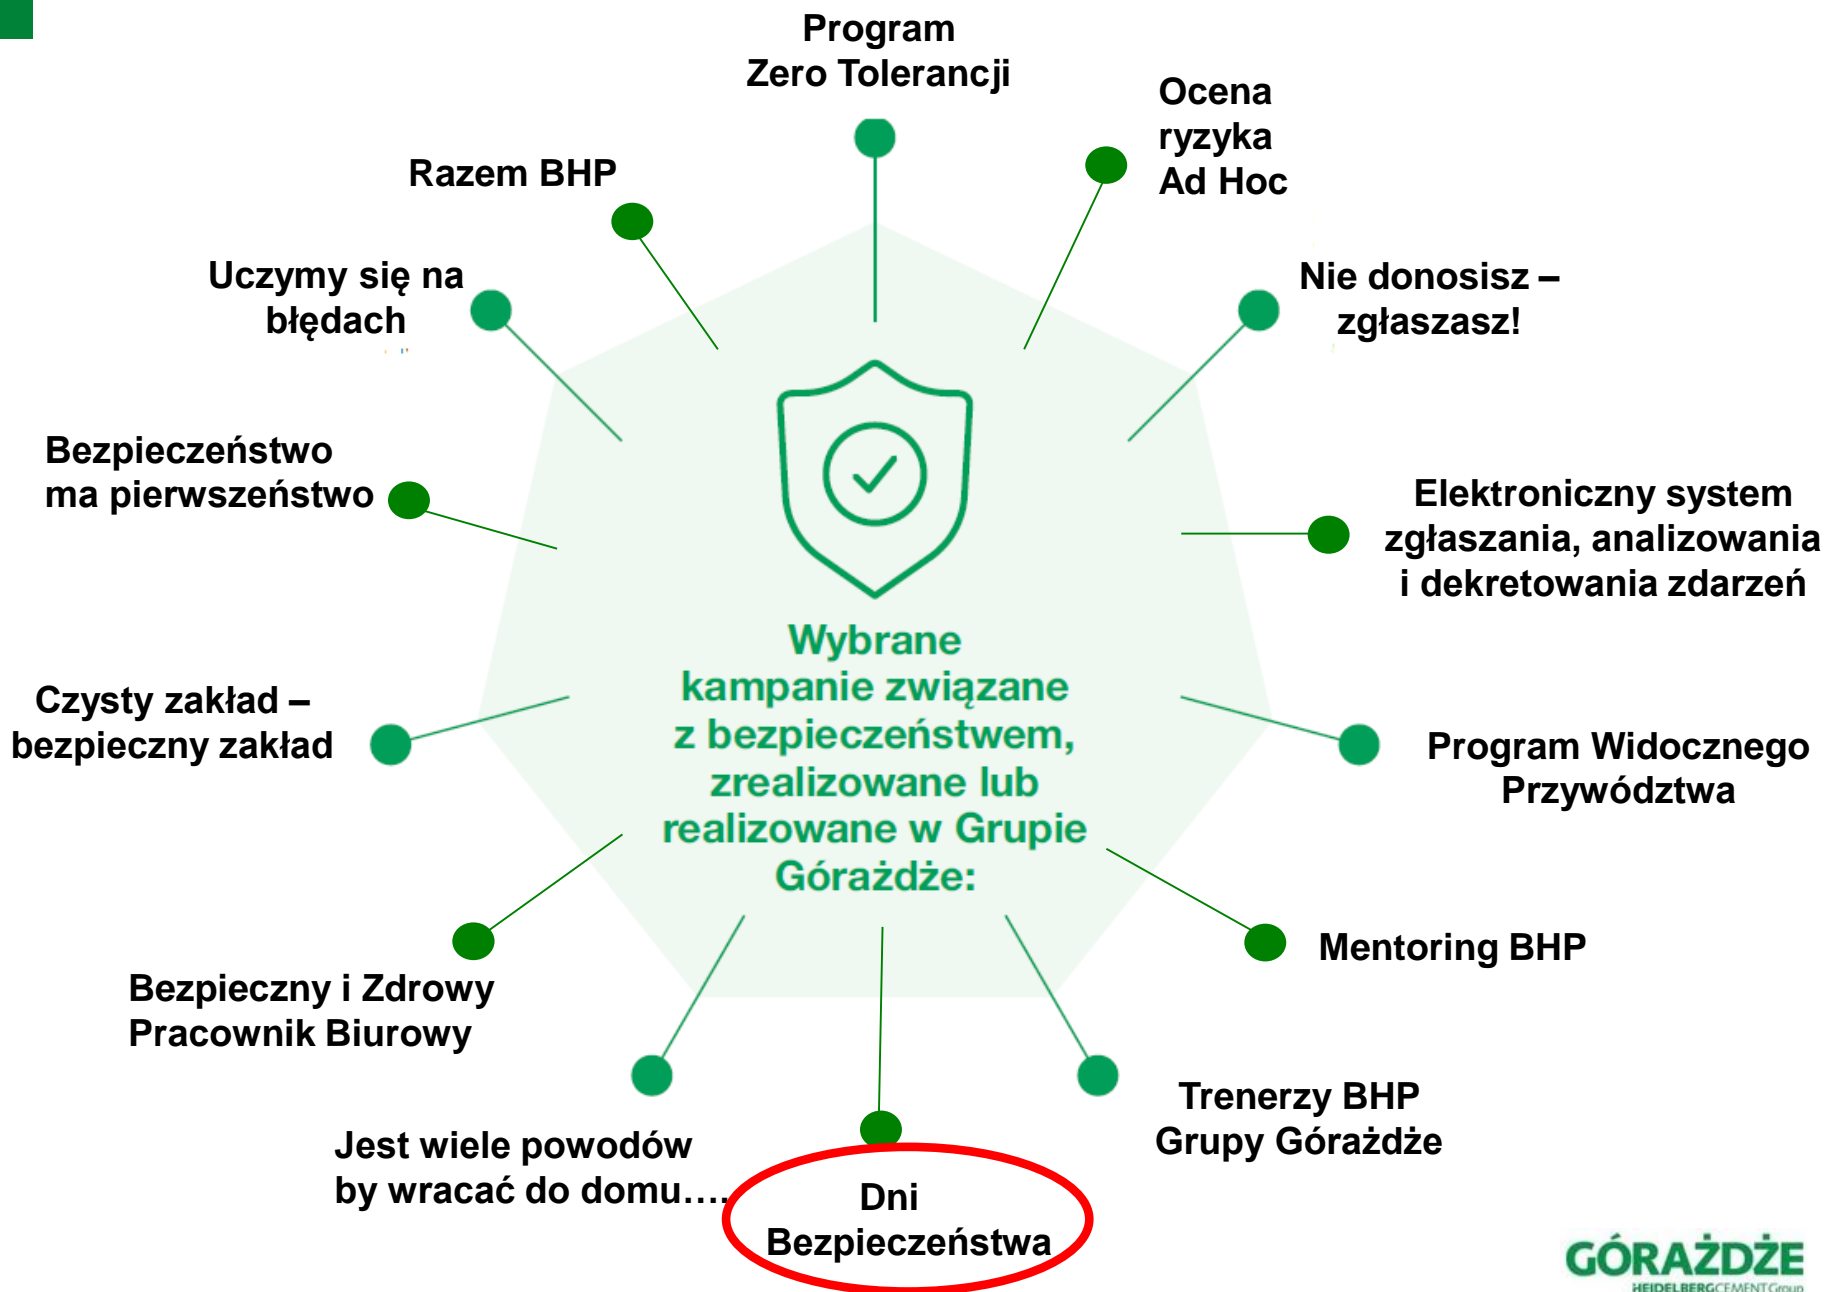 Program
Zero Tolerancji
Ocena
ryzyka
Ad Hoc
Razem BHP
Uczymy się na
błędach
Nie donosisz –
zgłaszasz!
Bezpieczeństwo
ma pierwszeństwo
Elektroniczny system
zgłaszania, analizowania
i dekretowania zdarzeń
Wybrane
kampanie związane
z bezpieczeństwem,
zrealizowane lub
realizowane w Grupie
Górażdże:
Czysty zakład –
bezpieczny zakład
Program Widocznego
Przywództwa
Mentoring BHP
Bezpieczny i Zdrowy
Pracownik Biurowy
Trenerzy BHP
Grupy Górażdże
Jest wiele powodów
by wracać do domu….
Dni
Bezpieczeństwa
GÓRAŻDŻE
HEIDELBERGCEMENT Group